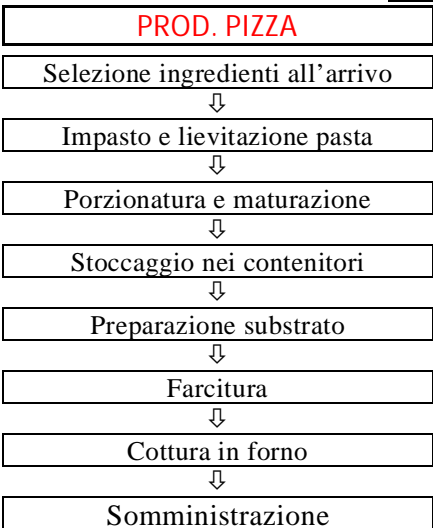 PROD. PIZZA
Selezione ingredienti all'arrivo
⇩
Impasto e lievitazione pasta
⇩
Porzionatura e maturazione
⇩
Stoccaggio nei contenitori
⇩
Preparazione substrato
⇩
Farcitura
⇩
Cottura in forno
⇩
Somministrazione